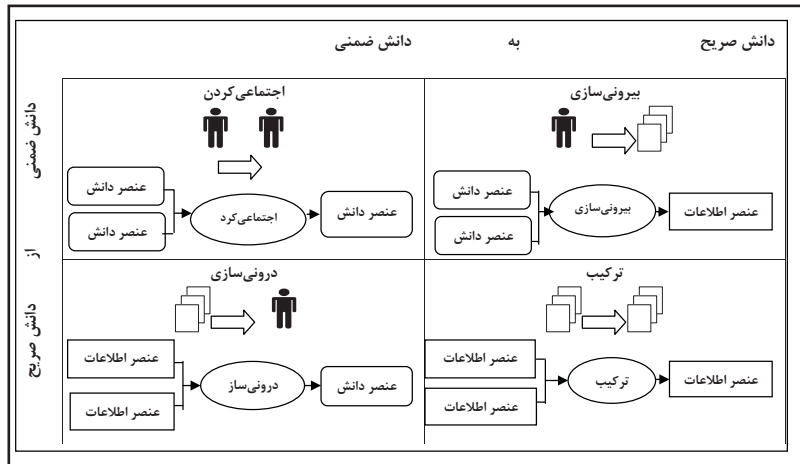 دانش صریح به دانش ضمنی
بیرونی‌سازی
عنصر دانش
عنصر دانش
بیرونی‌سازی
عنصر اطلاعات
اجتماعی‌کردن
عنصر دانش
عنصر دانش
اجتماعی‌کرد
عنصر دانش
دانش ضمنی
از
دانش صریح
ترکیب
عنصر اطلاعات
عنصر اطلاعات
ترکیب
عنصر اطلاعات
درونی‌سازی
عنصر اطلاعات
عنصر اطلاعات
درونی‌ساز
عنصر دانش